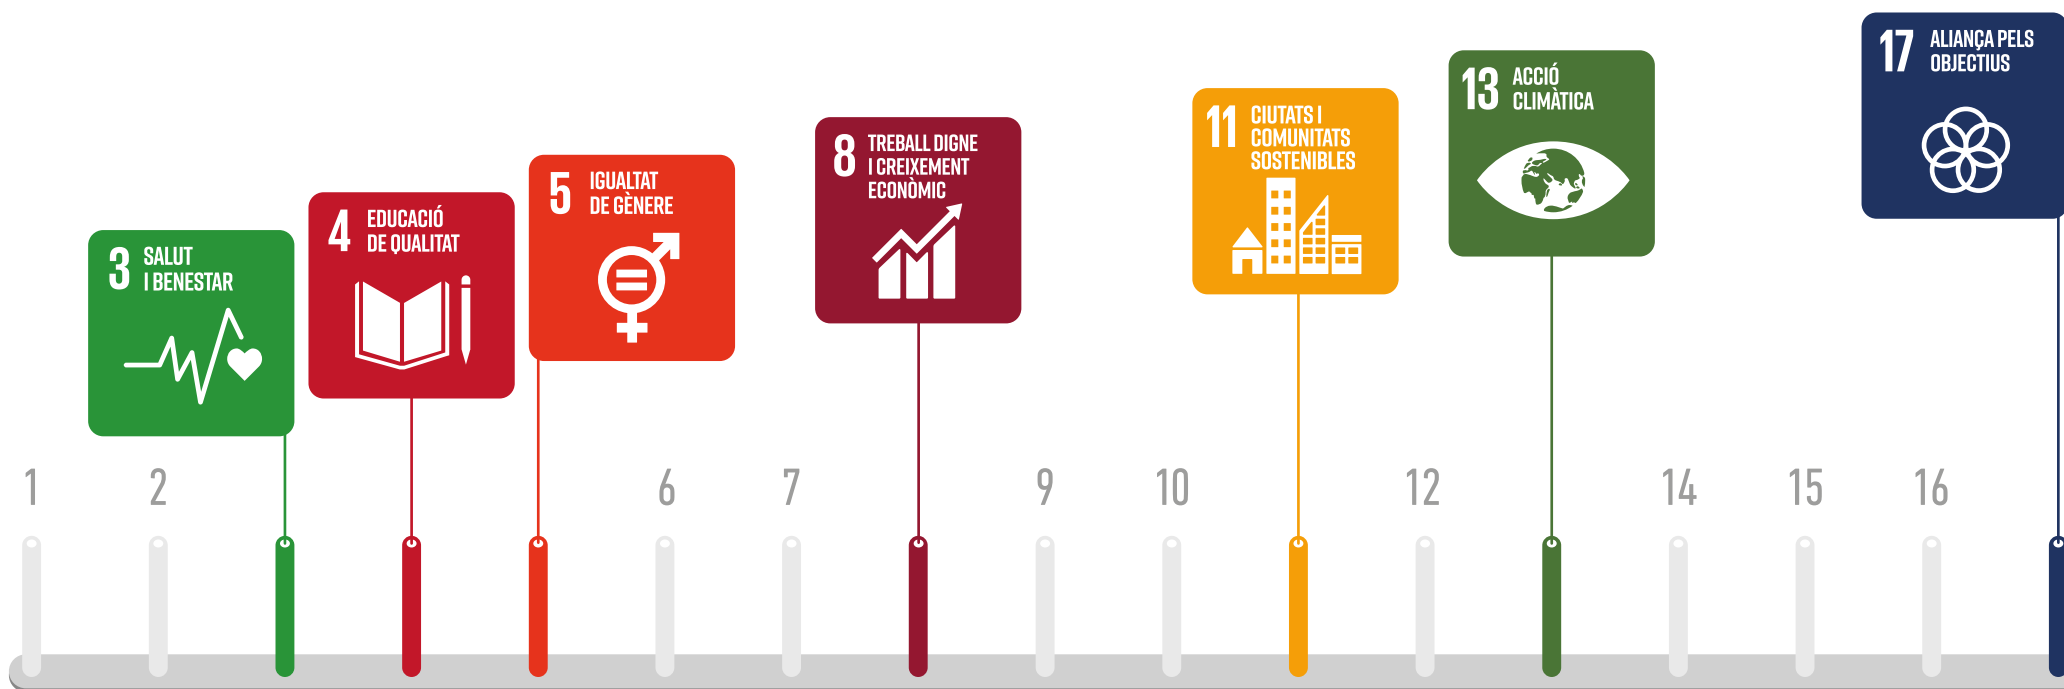 3 SALUT
I BENESTAR
4 EDUCACIÓ
DE QUALITAT
5 IGUALTAT
DE GÈNERE
8 TREBALL DIGNE
I CREIXEMENT
ECONÒMIC
11 CIUTATS I
COMUNITATS
SOSTENIBLES
13 ACCIÓ
CLIMÀTICA
17 ALIANÇA PELS
OBJECTIUS
1 2 6 7 9 10 12 14 15 16